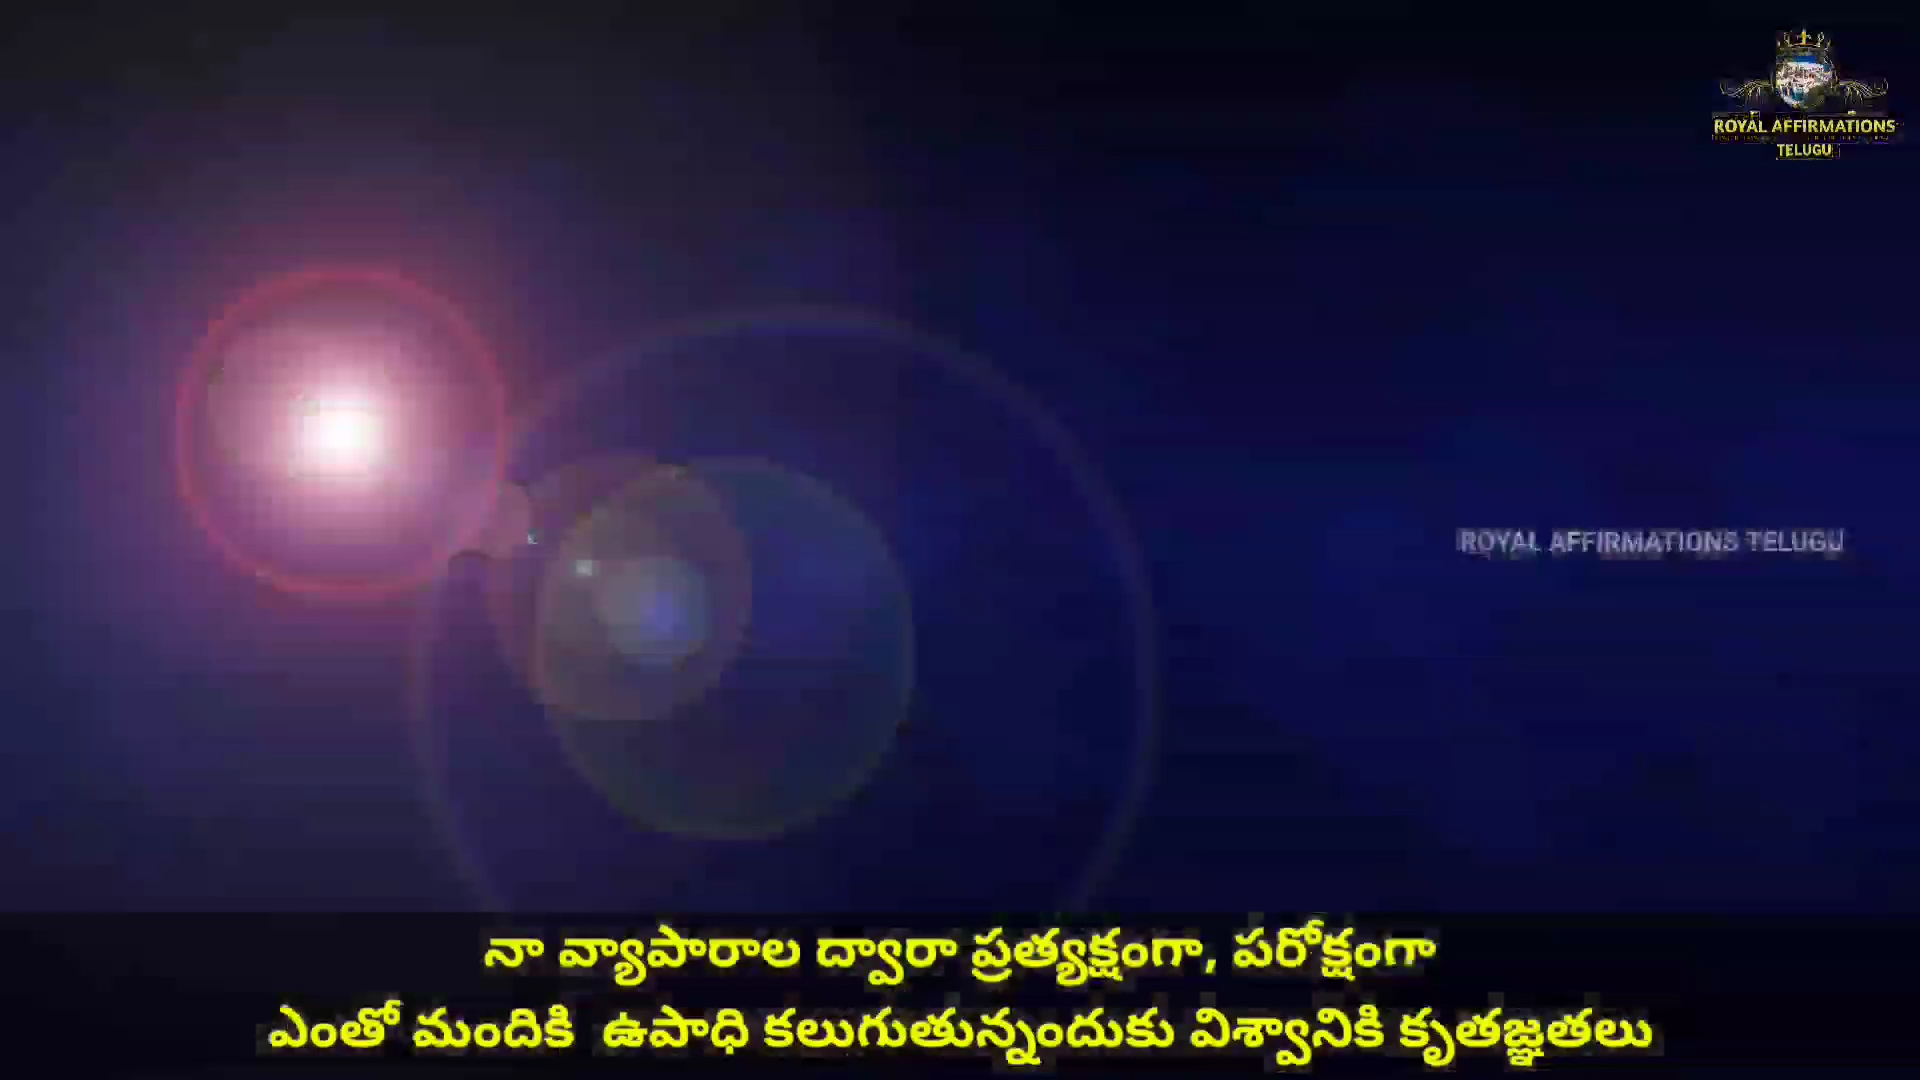 ROYAL AFFIRMATIONS
TELUGU
ROYAL AFFIRMATIONS TELUGU
నా వ్యాపారాల ద్వారా ప్రత్యక్షంగా, పరోక్షంగా
ఎంతో మందికి ఉపాధి కలుగుతున్నందుకు విశ్వానికి కృతజ్ఞతలు